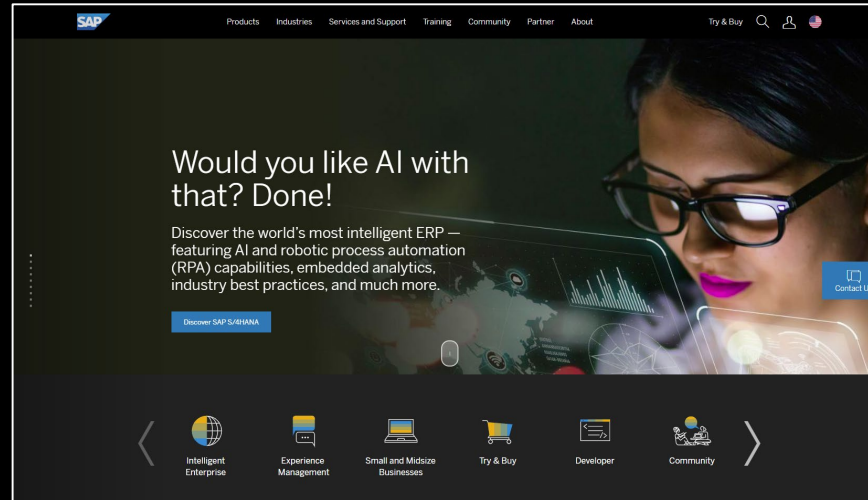 SAP
Products Industries Services and Support Training Community Partner About Try & Buy
Would you like AI with
that? Done!
Discover the world's most intelligent ERP —
featuring AI and robotic process automation
(RPA) capabilities, embedded analytics,
industry best practices, and much more.
Contact U
Discover SAP S/4HANA
Intelligent
Enterprise
Experience
Management
Small and Midsize
Businesses
Try & Buy
Developer
Community